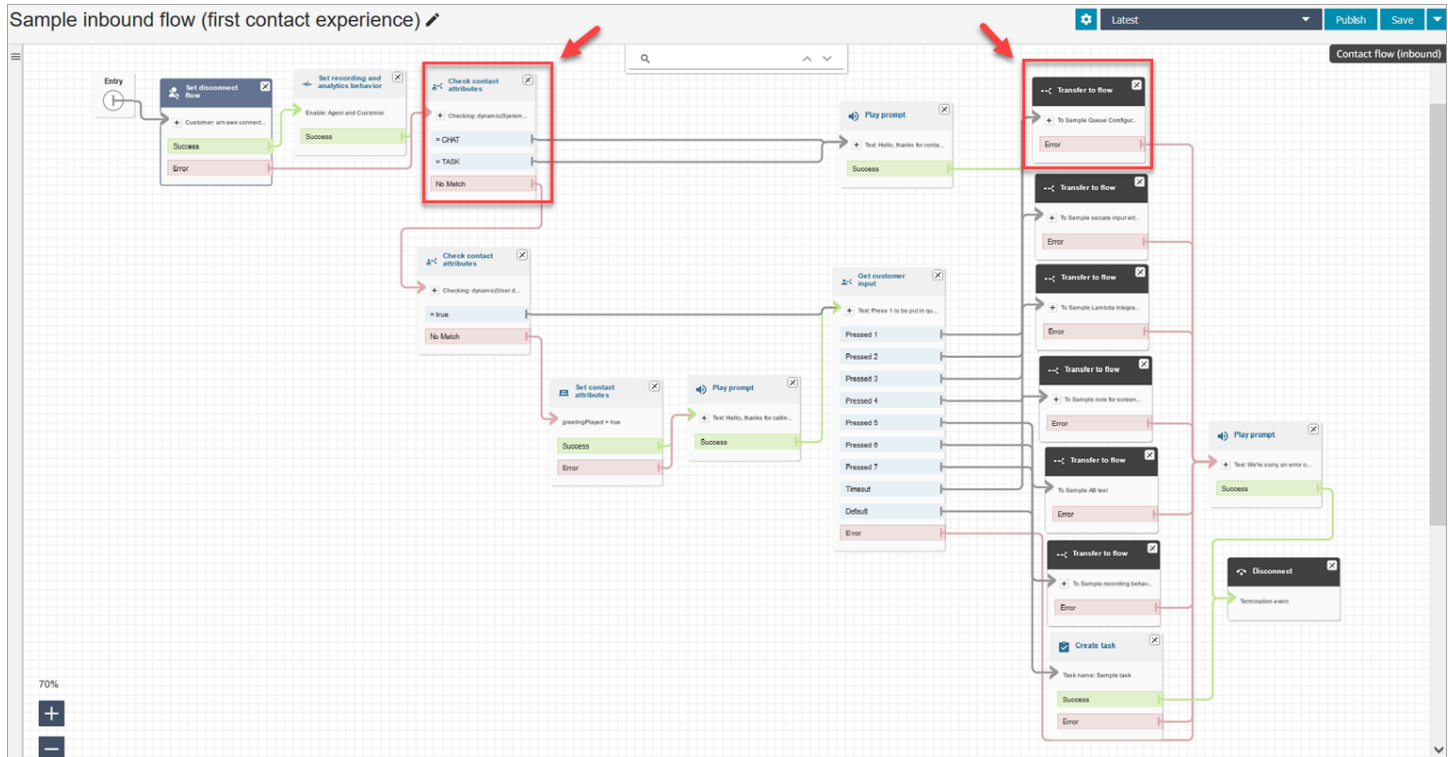 Sample inbound flow (first contact experience)
Latest
Publish
Save
Contact flow (inbound)
Entry
Set disconnect
flow
Customer: arn:aws:connect...
Success
Error
Set recording and
analytics behavior
Enable: Agent and Customer
Success
Check contact
attributes
Checking: dynamic(System...
= CHAT
= TASK
No Match
Play prompt
Text: Hello, thanks for conta...
Success
Transfer to flow
To Sample Queue Configur...
Error
Transfer to flow
To Sample secure input wit...
Error
Check contact
attributes
Checking: dynamic(User d...
= true
No Match
Get customer
input
Text: Press 1 to be put in qu...
Pressed 1
Pressed 2
Pressed 3
Pressed 4
Pressed 5
Pressed 6
Pressed 7
Timeout
Default
Error
Transfer to flow
To Sample Lambda integra...
Error
Set contact
attributes
greetingPlayed = true
Success
Error
Play prompt
Text: Hello, thanks for callin...
Success
Transfer to flow
To Sample note for screen...
Error
Transfer to flow
To Sample AB test
Error
Play prompt
Text: We're sorry, an error o...
Success
Transfer to flow
To Sample recording behav...
Error
Disconnect
Termination event
Create task
Task name: Sample task
Success
Error
70%